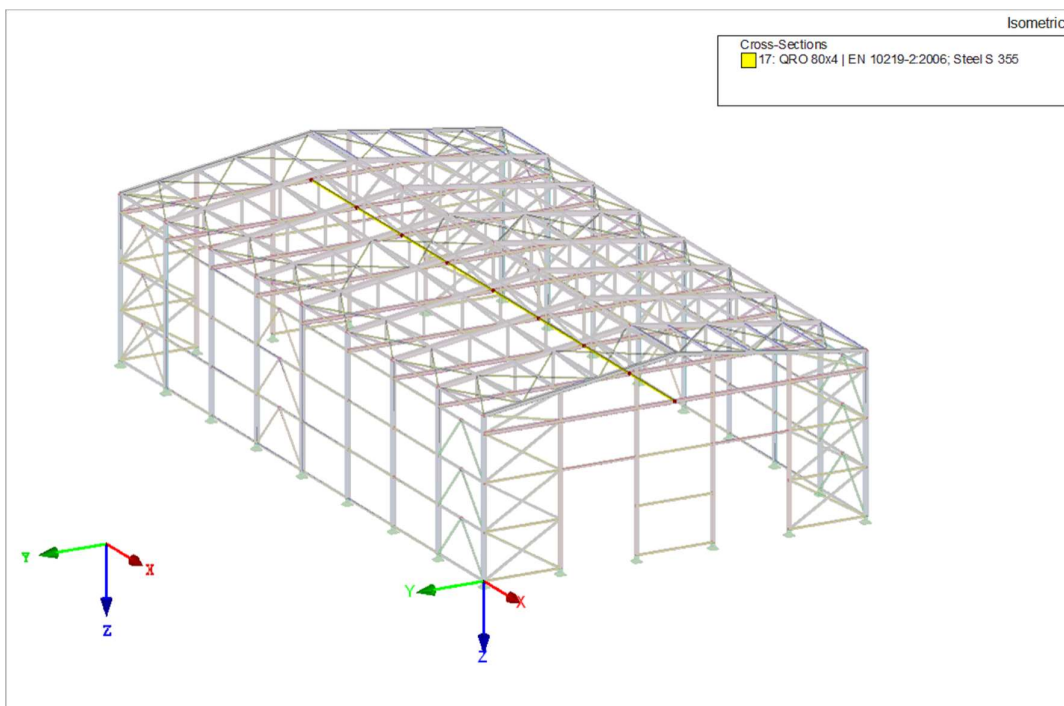 Isometric
Cross-Sections
17: QRO 80x4 | EN 10219-2:2006; Steel S 355
Y
X
Z
Y
X
Z